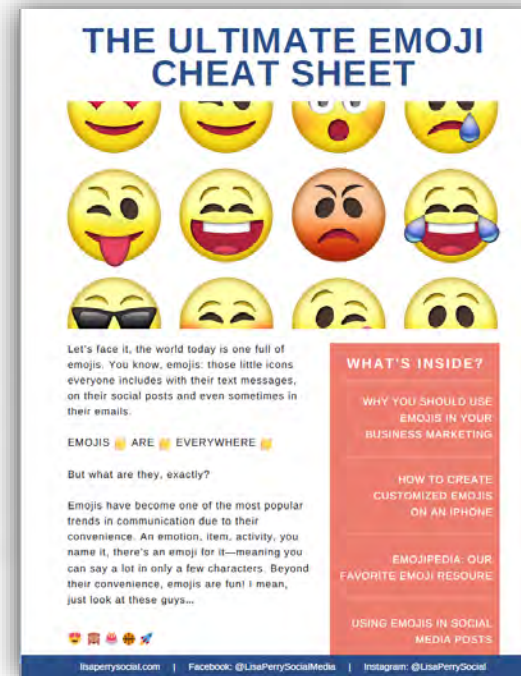 THE ULTIMATE EMOJI
CHEAT SHEET
Let's face it, the world today is one full of
emojis. You know, emojis: those little icons
everyone includes with their text messages,
on their social posts and even sometimes in
their emails.
EMOJIS 👏 ARE 👏 EVERYWHERE 👏
But what are they, exactly?
Emojis have become one of the most popular
trends in communication due to their
convenience. An emotion, item, activity, you
name it, there's an emoji for it—meaning you
can say a lot in only a few characters. Beyond
their convenience, emojis are fun! I mean,
just look at these guys...
WHAT'S INSIDE?
WHY YOU SHOULD USE
EMOJIS IN YOUR
BUSINESS MARKETING
HOW TO CREATE
CUSTOMIZED EMOJIS
ON AN IPHONE
EMOJIPEDIA: OUR
FAVORITE EMOJI RESOURE
USING EMOJIS IN SOCIAL
MEDIA POSTS
lisaperrysocial.com | Facebook: @LisaPerrySocialMedia | Instagram: @LisaPerrySocial